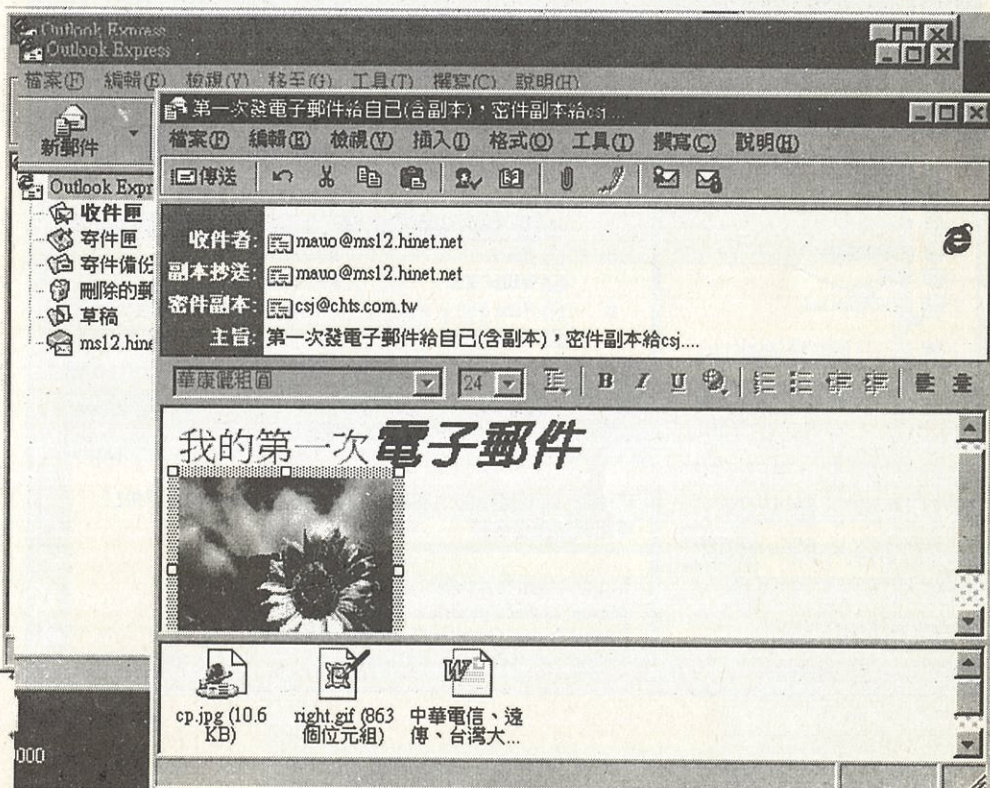 Outlook Express
Outlook Express
檔案(F) 編輯(E) 檢視(V) 移至(G) 工具(T) 撰寫(C) 說明(H)
新郵件
Outlook Expr
收件匣
寄件匣
寄件備份
刪除的郵
草稿
ms12.hine
第一次發電子郵件給自己(含副本)，密件副本給csj....
檔案(F) 編輯(E) 檢視(V) 插入(I) 格式(O) 工具(T) 撰寫(C) 說明(H)
傳送
收件者: mauo@ms12.hinet.net
副本抄送: mauo@ms12.hinet.net
密件副本: csj@chts.com.tw
主旨: 第一次發電子郵件給自己(含副本)，密件副本給csj....
華康儷粗圓 24 B I U
我的第一次電子郵件
cp.jpg (10.6 KB)
right.gif (863 個位元組)
中華電信、遠傳、台灣大...
000